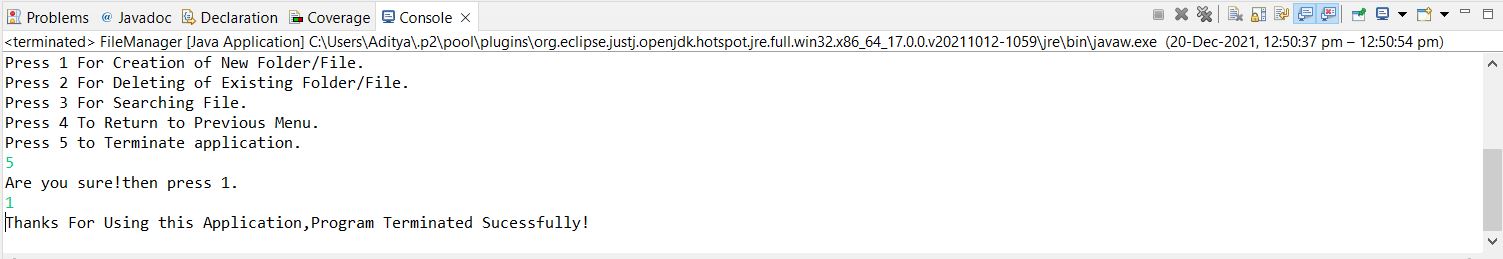 Problems @ Javadoc Declaration Coverage Console
<terminated> FileManager [Java Application] C:\Users\Aditya\.p2\pool\plugins\org.eclipse.justj.openjdk.hotspot.jre.full.win32.x86_64_17.0.0.v20211012-1059\jre\bin\javaw.exe (20-Dec-2021, 12:50:37 pm – 12:50:54 pm)
Press 1 For Creation of New Folder/File.
Press 2 For Deleting of Existing Folder/File.
Press 3 For Searching File.
Press 4 To Return to Previous Menu.
Press 5 to Terminate application.
5
Are you sure!then press 1.
1
Thanks For Using this Application,Program Terminated Sucessfully!